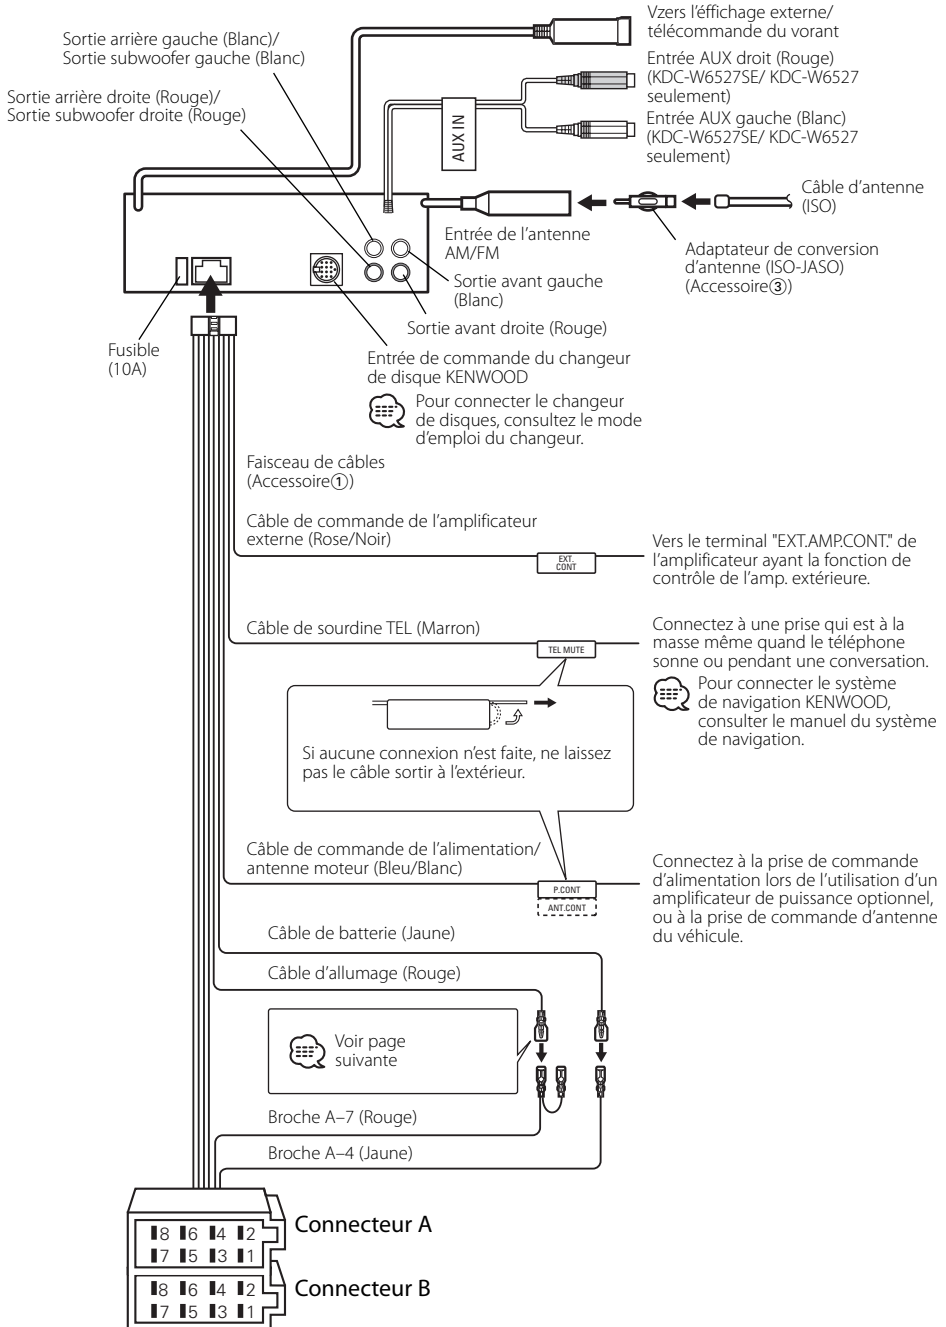 Vzers l'éffichage externe/
télécommande du vorant
Sortie arrière gauche (Blanc)/
Sortie subwoofer gauche (Blanc)
Entrée AUX droit (Rouge)
(KDC-W6527SE/ KDC-W6527
seulement)
Sortie arrière droite (Rouge)/
Sortie subwoofer droite (Rouge)
Entrée AUX gauche (Blanc)
(KDC-W6527SE/ KDC-W6527
seulement)
AUX IN
Câble d'antenne
(ISO)
Entrée de l'antenne
AM/FM
Adaptateur de conversion
d'antenne (ISO-JASO)
(Accessoire③)
Sortie avant gauche
(Blanc)
Sortie avant droite (Rouge)
Fusible
(10A)
Entrée de commande du changeur
de disque KENWOOD
Pour connecter le changeur
de disques, consultez le mode
d'emploi du changeur.
Faisceau de câbles
(Accessoire①)
Câble de commande de l'amplificateur
externe (Rose/Noir)
EXT.
CONT
Vers le terminal "EXT.AMP.CONT." de
l'amplificateur ayant la fonction de
contrôle de l'amp. extérieure.
Câble de sourdine TEL (Marron)
TEL MUTE
Connectez à une prise qui est à la
masse même quand le téléphone
sonne ou pendant une conversation.
Pour connecter le système
de navigation KENWOOD,
consulter le manuel du système
de navigation.
Si aucune connexion n'est faite, ne laissez
pas le câble sortir à l'extérieur.
Câble de commande de l'alimentation/
antenne moteur (Bleu/Blanc)
P.CONT
ANT.CONT
Connectez à la prise de commande
d'alimentation lors de l'utilisation d'un
amplificateur de puissance optionnel,
ou à la prise de commande d'antenne
du véhicule.
Câble de batterie (Jaune)
Câble d'allumage (Rouge)
Voir page
suivante
Broche A–7 (Rouge)
Broche A–4 (Jaune)
Connecteur A
8 6 4 2
7 5 3 1
Connecteur B
8 6 4 2
7 5 3 1